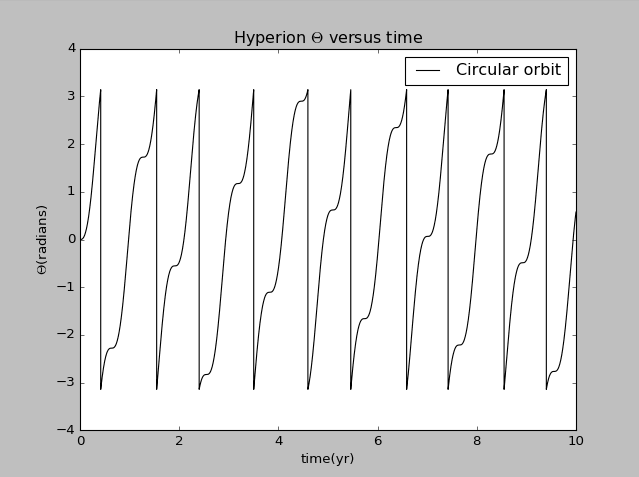 Hyperion Θ versus time
Circular orbit
4
3
2
1
0
−1
−2
−3
−4
Θ(radians)
0 2 4 6 8 10
time(yr)